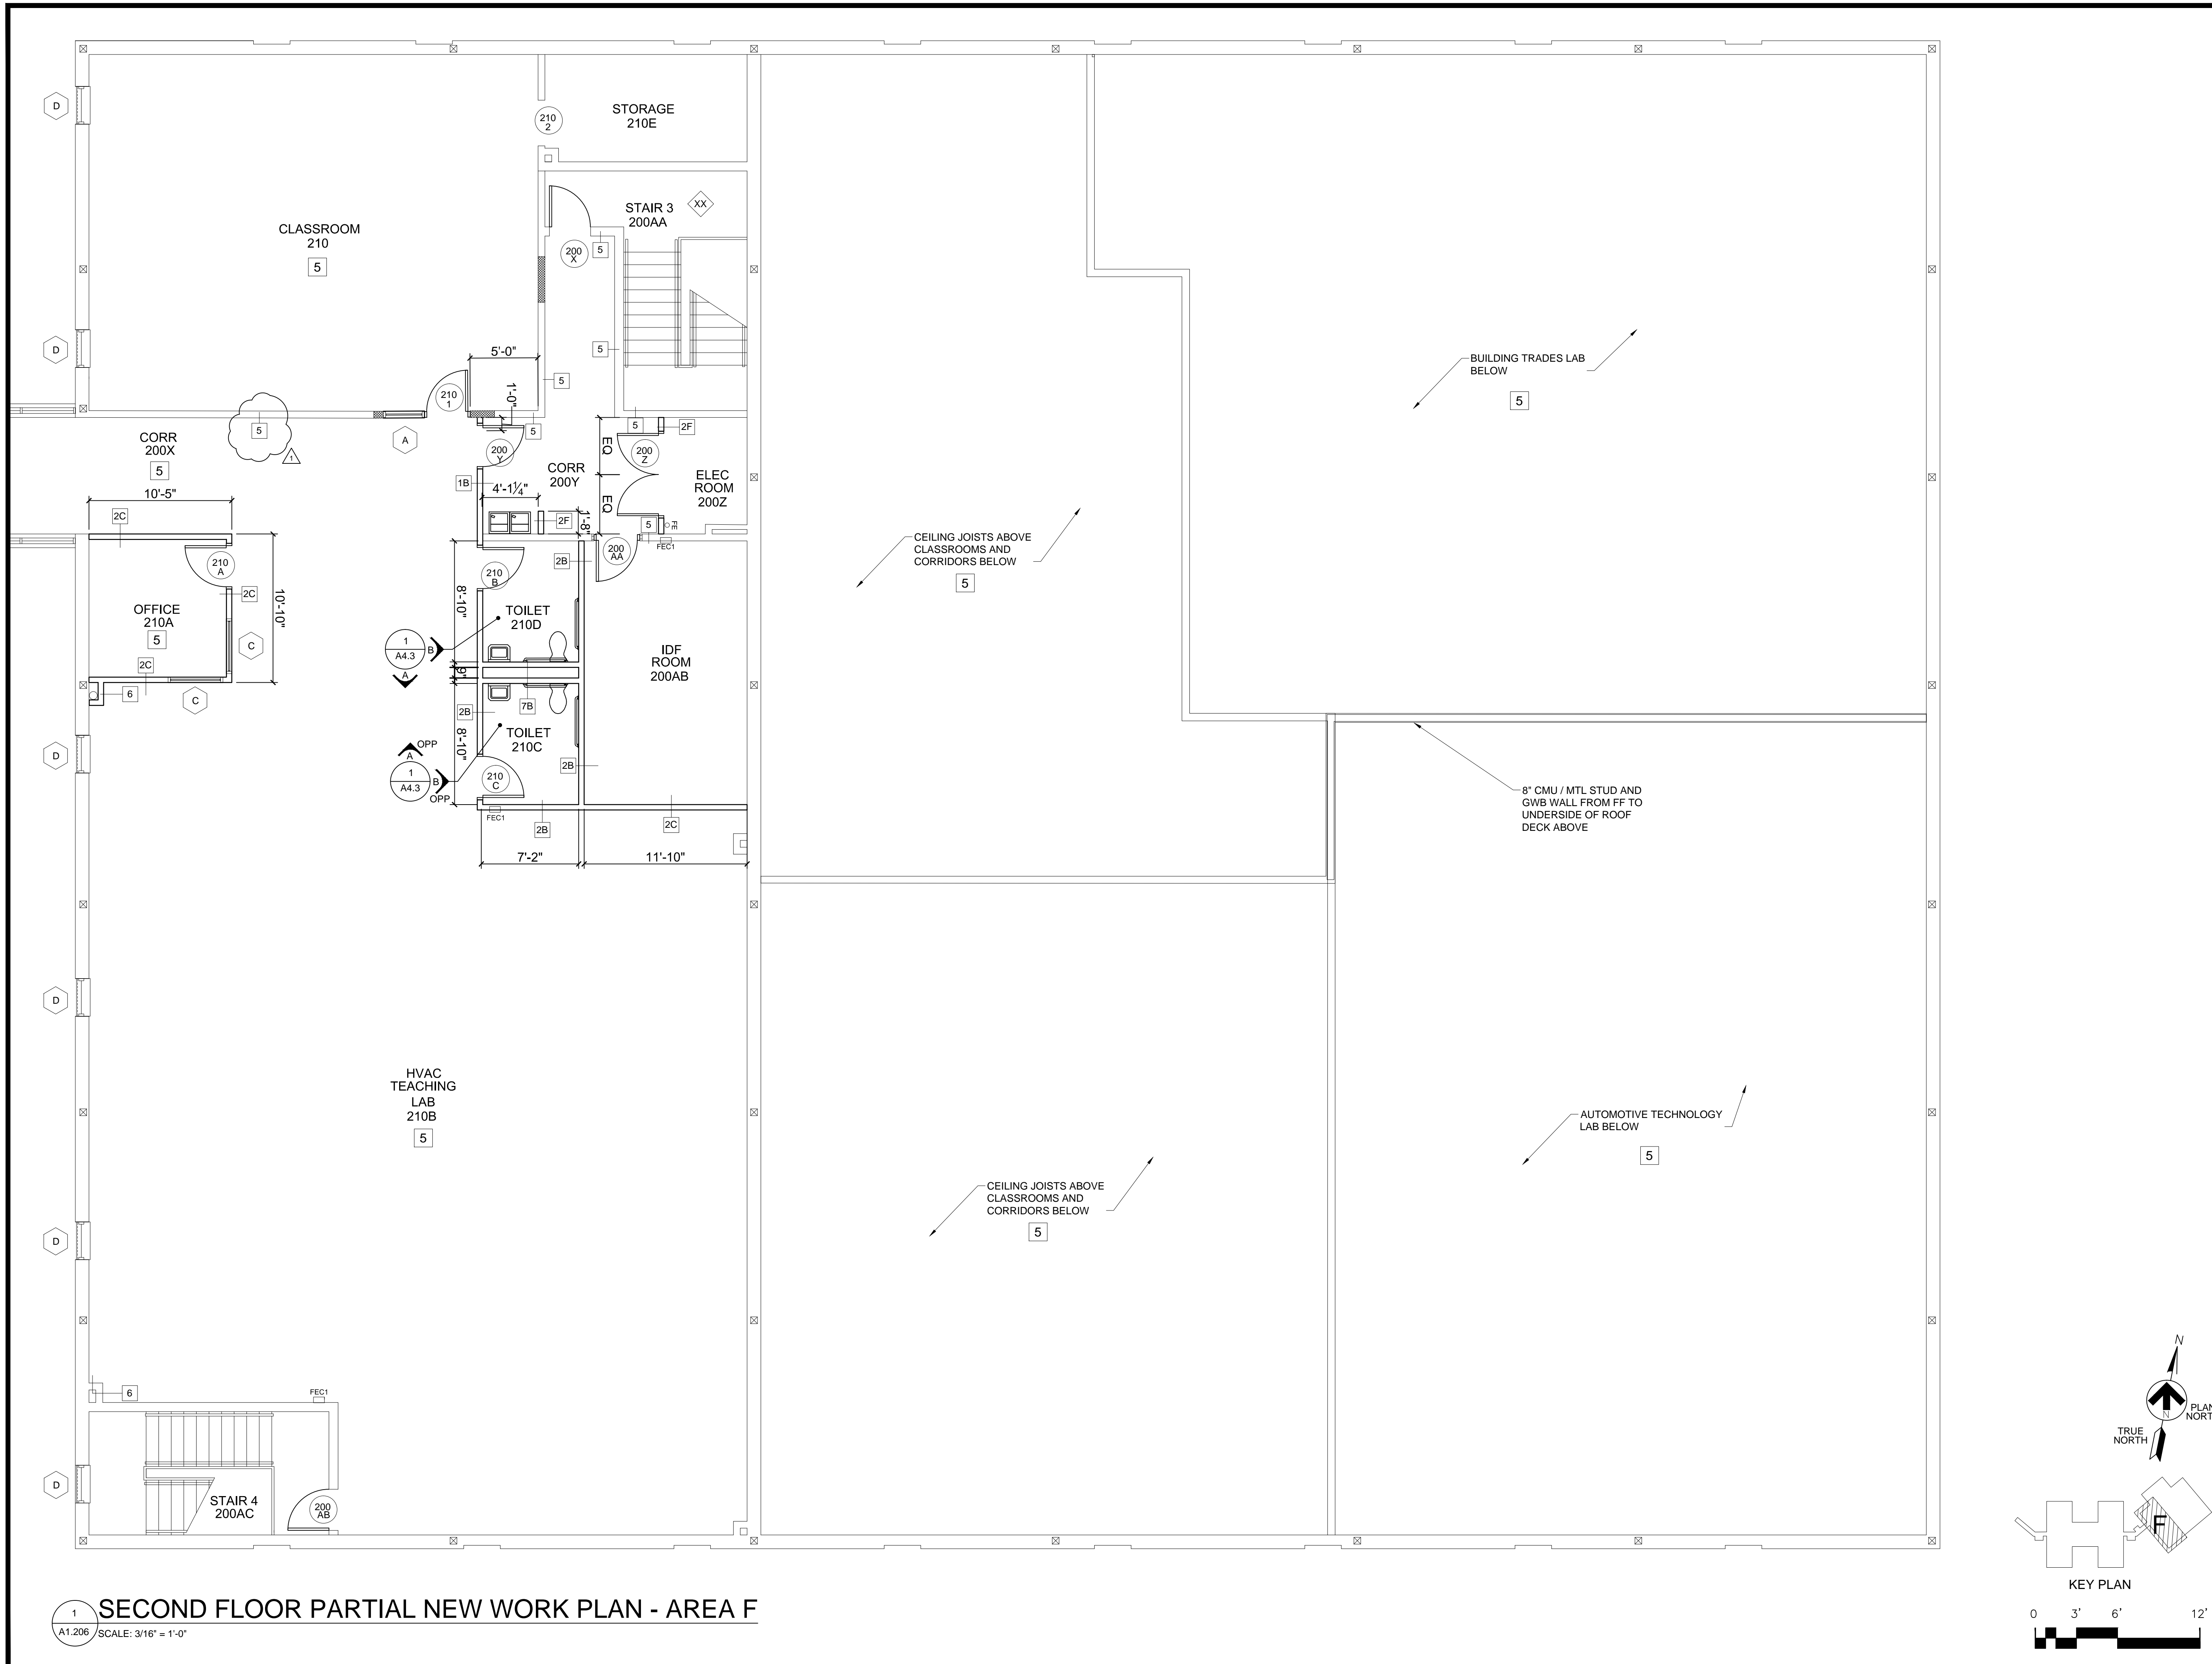 D
210
2
STORAGE
210E
CLASSROOM
210
5
STAIR 3
200AA
XX
200
X
5
D
5
5'-0"
5
1'-0"
210
1
BUILDING TRADES LAB
BELOW
5
CORR
200X
5
5
1
A
5
5
2F
200
Y
CORR
200Y
EQ
EQ
200
Z
ELEC
ROOM
200Z
1B
4'-1¼"
2F
1'-8"
5
FE
FEC1
10'-5"
2C
210
A
2C
10'-10"
OFFICE
210A
5
2C
C
C
6
200
AA
2B
210
B
8'-10"
TOILET
210D
1
A4.3
B
A
9"
IDF
ROOM
200AB
7B
2B
TOILET
210C
8'-10"
OPP
A
1
A4.3
B
OPP
210
C
2B
FEC1
2B
2C
7'-2"
11'-10"
CEILING JOISTS ABOVE
CLASSROOMS AND
CORRIDORS BELOW
5
8" CMU / MTL STUD AND
GWB WALL FROM FF TO
UNDERSIDE OF ROOF
DECK ABOVE
D
D
HVAC
TEACHING
LAB
210B
5
AUTOMOTIVE TECHNOLOGY
LAB BELOW
5
CEILING JOISTS ABOVE
CLASSROOMS AND
CORRIDORS BELOW
5
D
6
FEC1
D
STAIR 4
200AC
200
AB
N
N
PLAN
NORT
TRUE
NORTH
F
KEY PLAN
0 3' 6' 12'
1
A1.206
SECOND FLOOR PARTIAL NEW WORK PLAN - AREA F
SCALE: 3/16" = 1'-0"